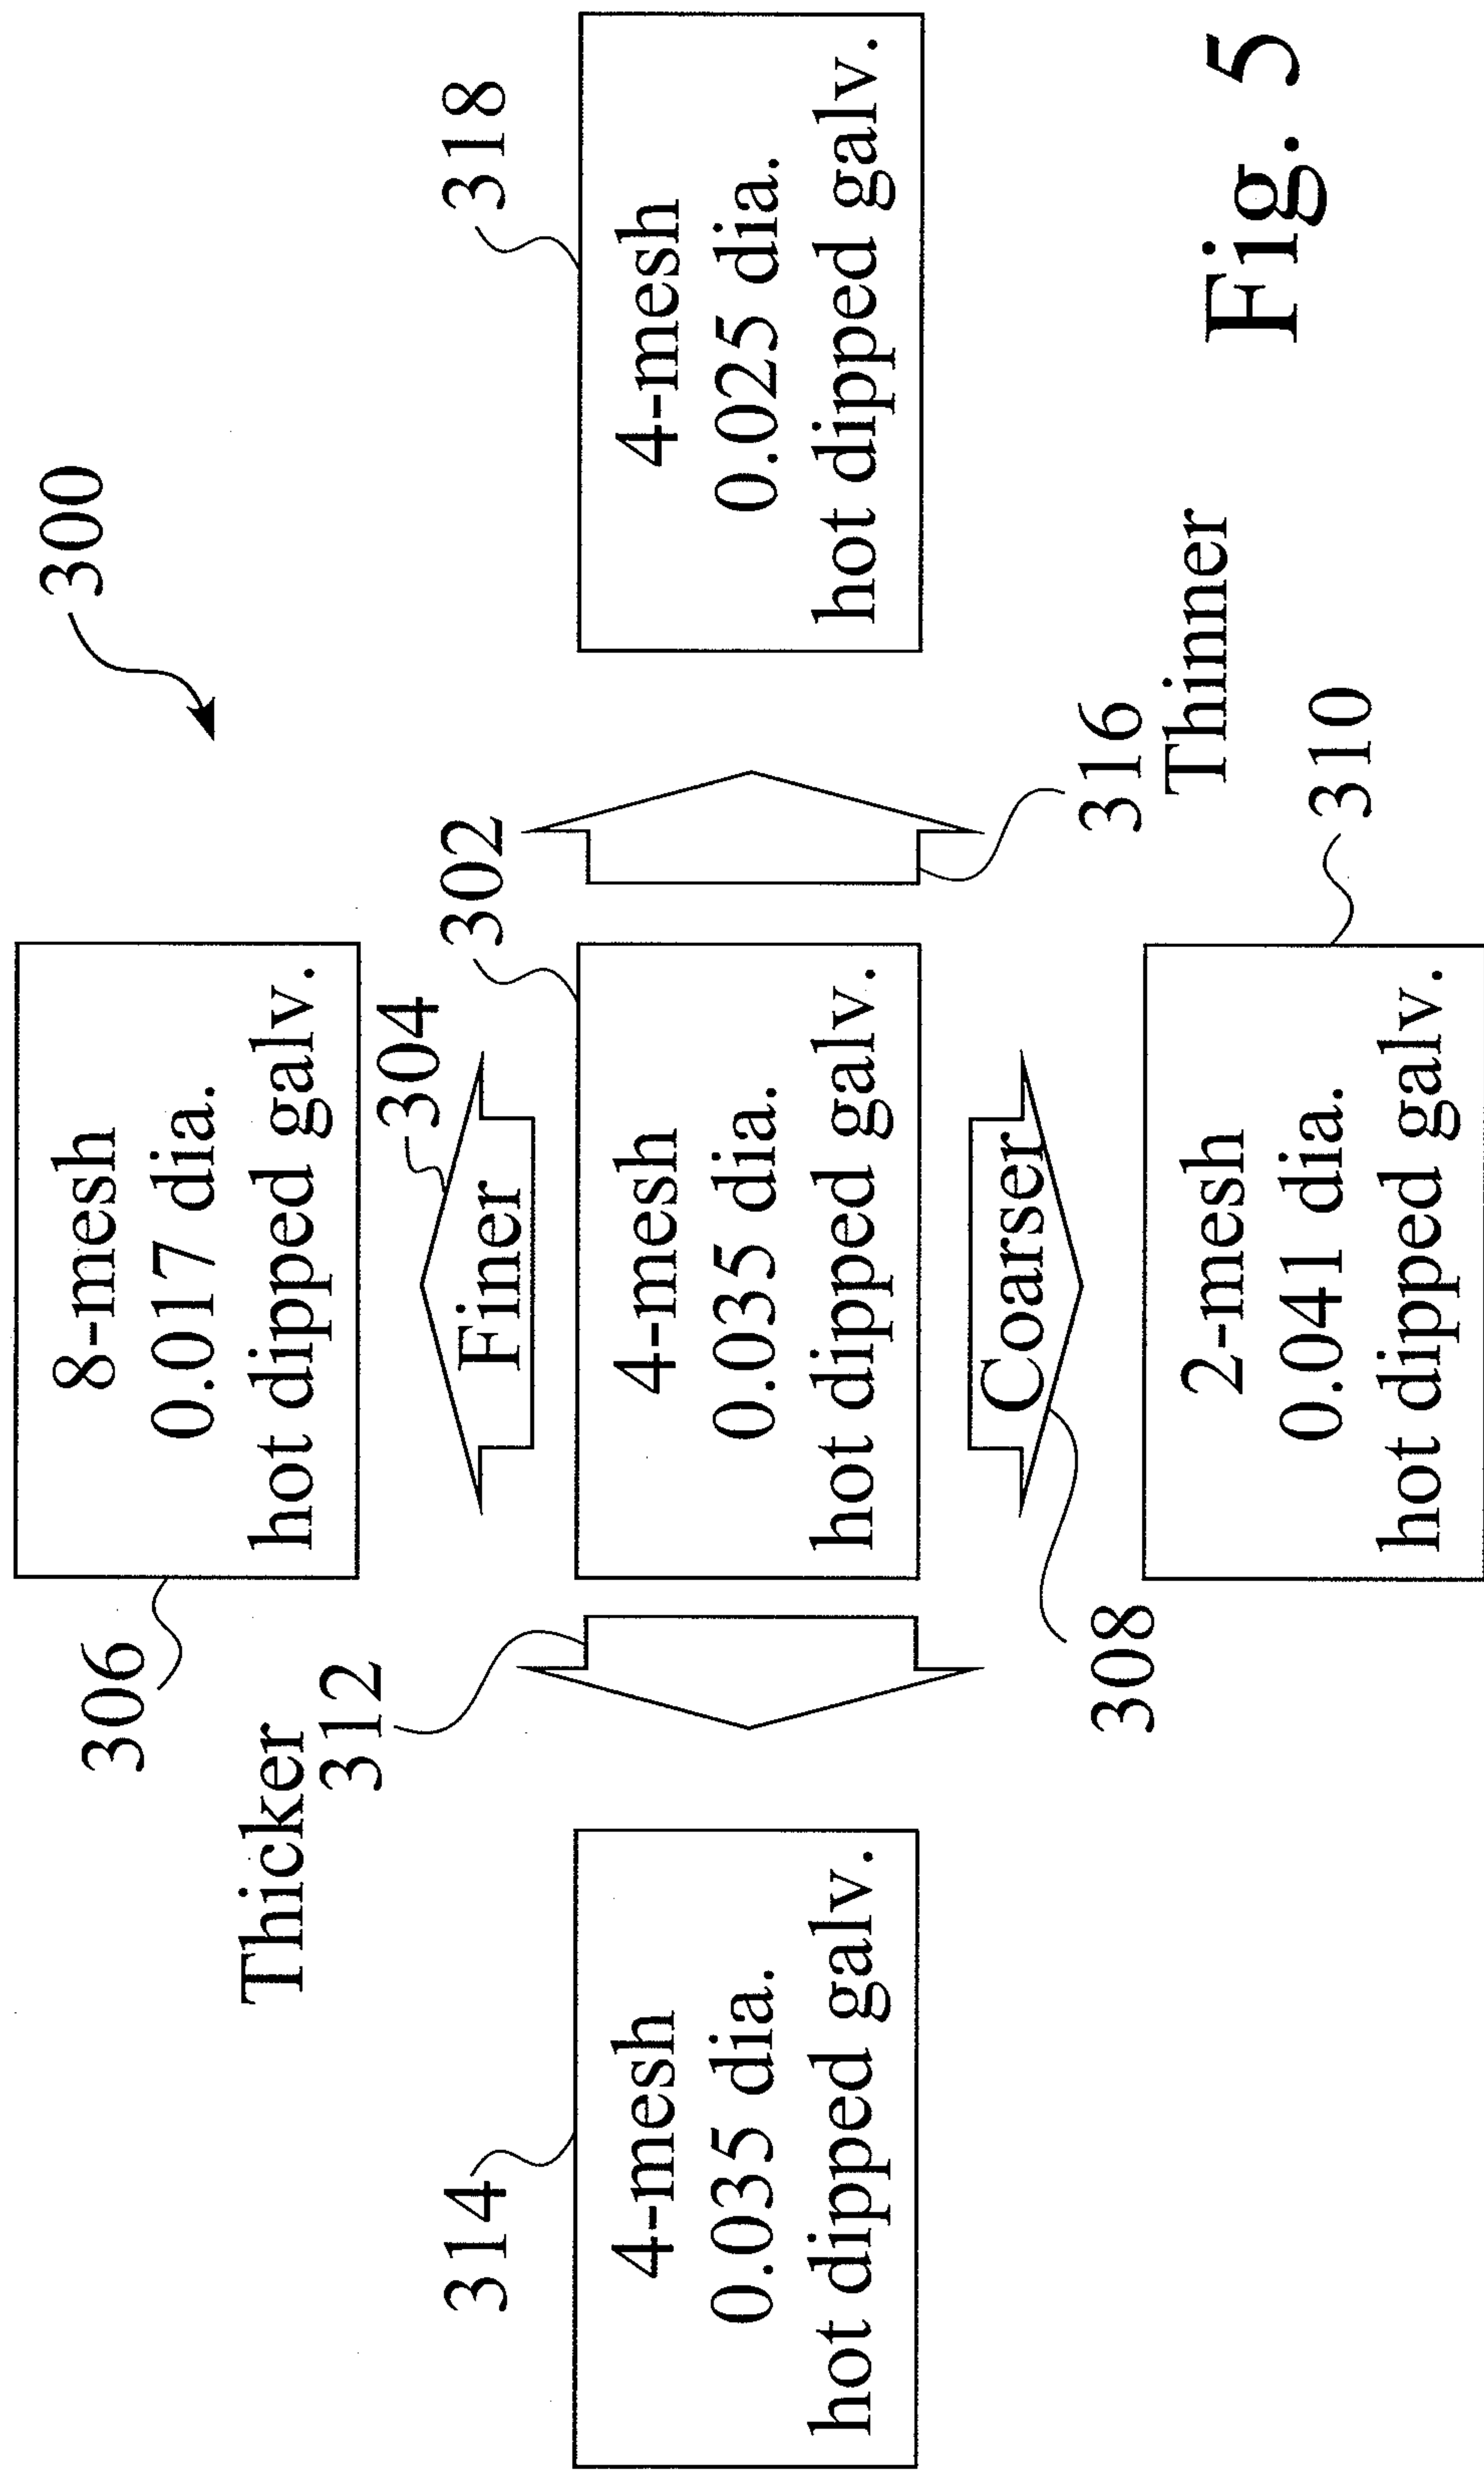 300
8-mesh
0.017 dia.
hot dipped galv.
306
Thicker
312
304
Finer
302
318
314
4-mesh
0.035 dia.
hot dipped galv.
4-mesh
0.035 dia.
hot dipped galv.
4-mesh
0.025 dia.
hot dipped galv.
Coarser
308
316
Thinner
310
2-mesh
0.041 dia.
hot dipped galv.
Fig. 5